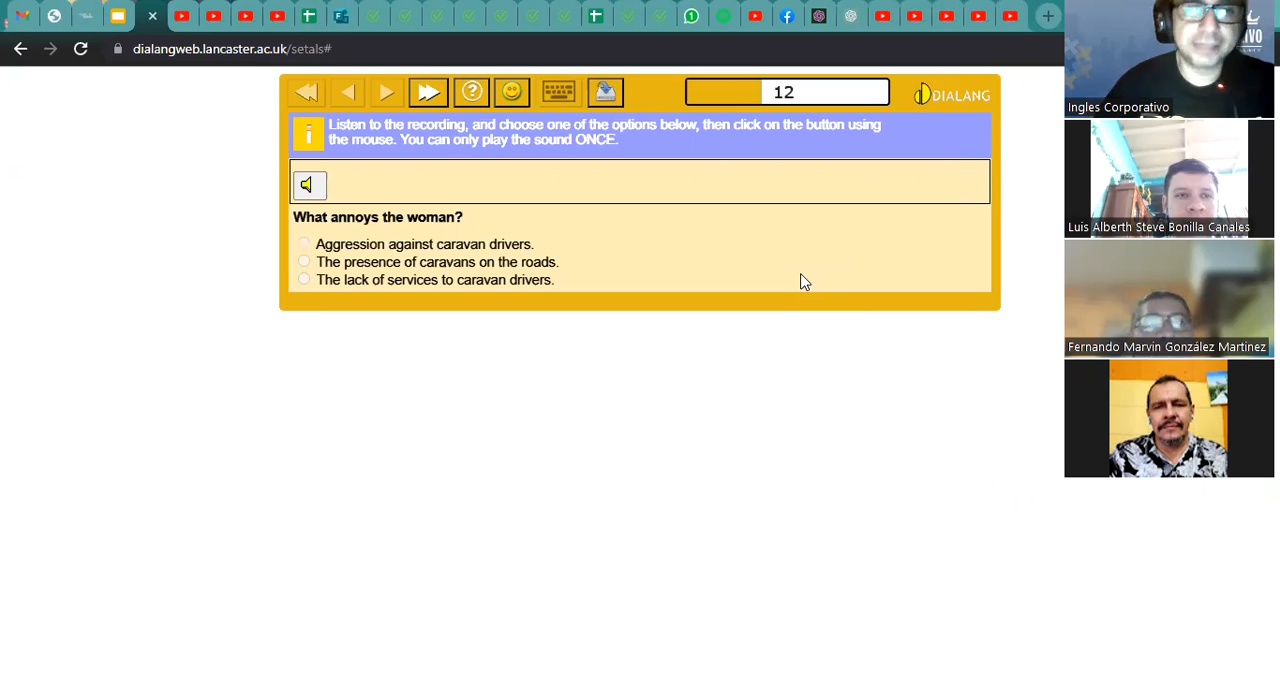 dialangweb.lancaster.ac.uk/setals#
12
DIALANG
i
Listen to the recording, and choose one of the options below, then click on the button using
the mouse. You can only play the sound ONCE.
What annoys the woman?
Aggression against caravan drivers.
The presence of caravans on the roads.
The lack of services to caravan drivers.
Ingles Corporativo
Luis Alberth Steve Bonilla Canales
Fernando Marvin González Martinez